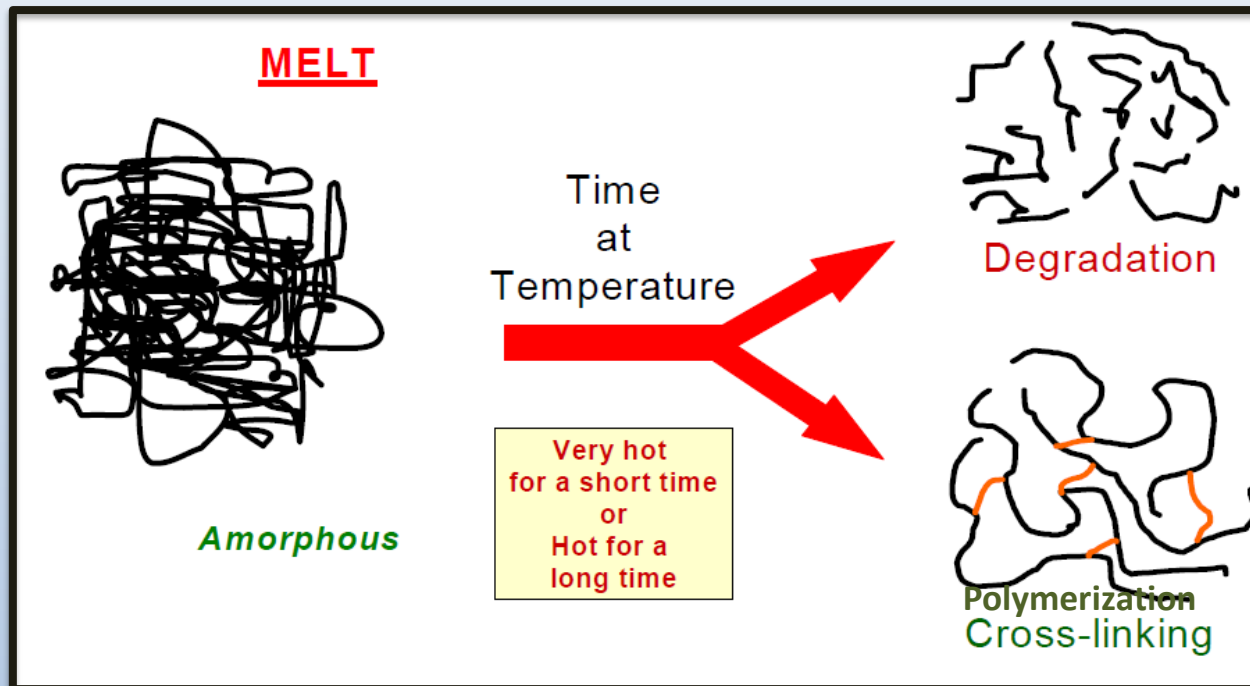 MELT
Amorphous
Time
at
Temperature
Very hot
for a short time
or
Hot for a
long time
Degradation
Polymerization
Cross-linking